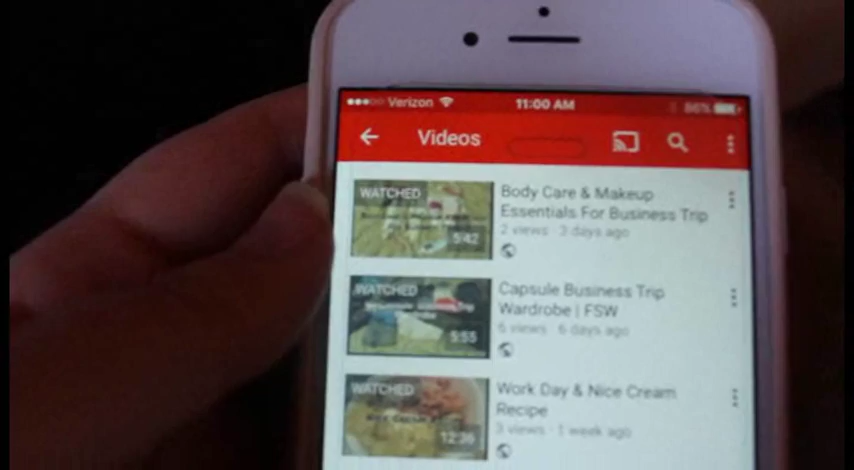 Verizon
11:00 AM
86%
Videos
WATCHED
5:42
Body Care & Makeup
Essentials For Business Trip
2 views · 3 days ago
WATCHED
5:55
Capsule Business Trip
Wardrobe | FSW
6 views · 6 days ago
WATCHED
12:36
Work Day & Nice Cream
Recipe
3 views · 1 week ago